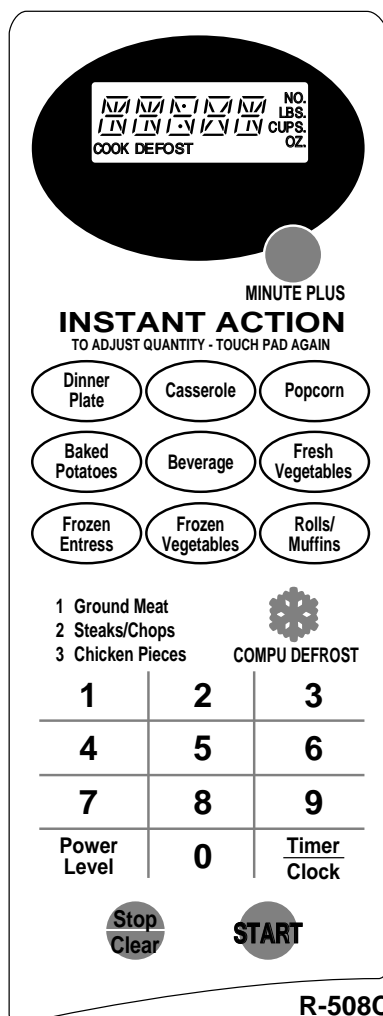 NO.
LBS.
CUPS.
OZ.
COOK DEFOST
MINUTE PLUS
INSTANT ACTION
TO ADJUST QUANTITY - TOUCH PAD AGAIN
Dinner
Plate
Casserole
Popcorn
Baked
Potatoes
Beverage
Fresh
Vegetables
Frozen
Entress
Frozen
Vegetables
Rolls/
Muffins
1 Ground Meat
2 Steaks/Chops
3 Chicken Pieces
COMPU DEFROST
1 2 3
4 5 6
7 8 9
Power
Level
0
Timer
Clock
Stop
Clear
START